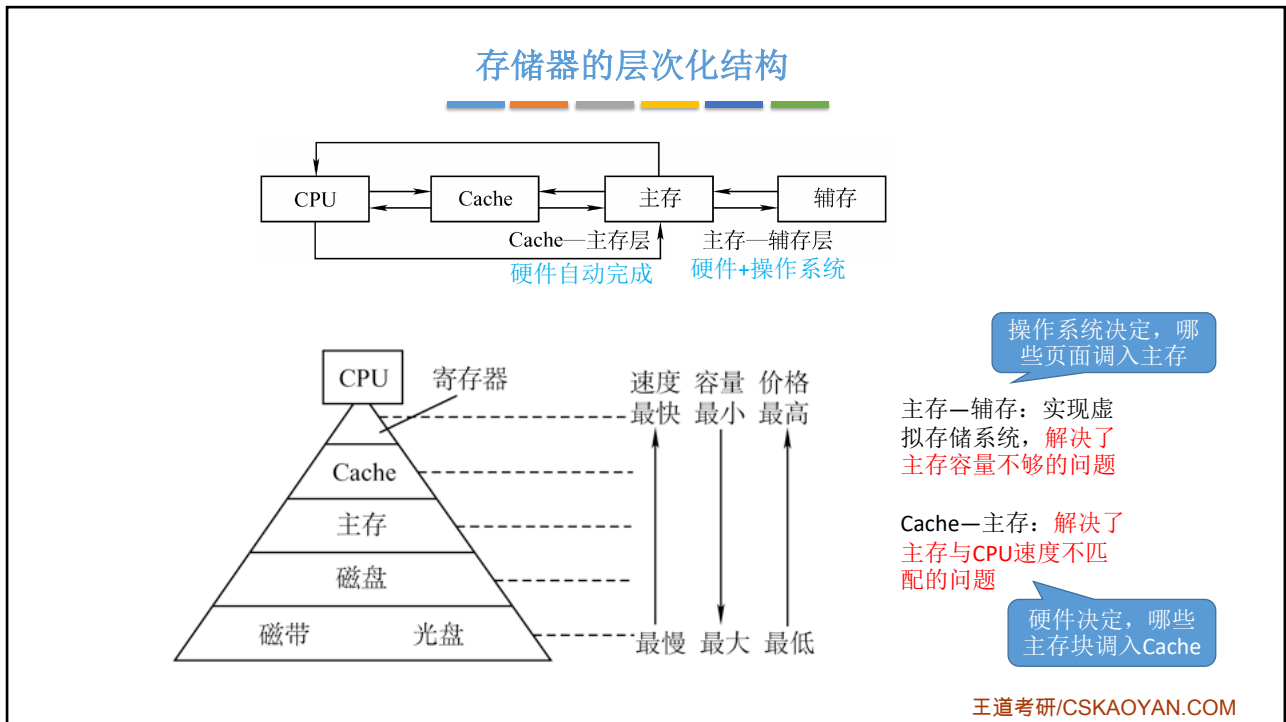 存储器的层次化结构
CPU
Cache
主存
辅存
Cache—主存层
主存—辅存层
硬件自动完成
硬件+操作系统
操作系统决定，哪
些页面调入主存
CPU
寄存器
速度 容量 价格
最快 最小 最高
Cache
主存
磁盘
磁带 光盘
最慢 最大 最低
主存—辅存：实现虚
拟存储系统，解决了
主存容量不够的问题
Cache—主存：解决了
主存与CPU速度不匹
配的问题
硬件决定，哪些
主存块调入Cache
王道考研/CSKAOYAN.COM